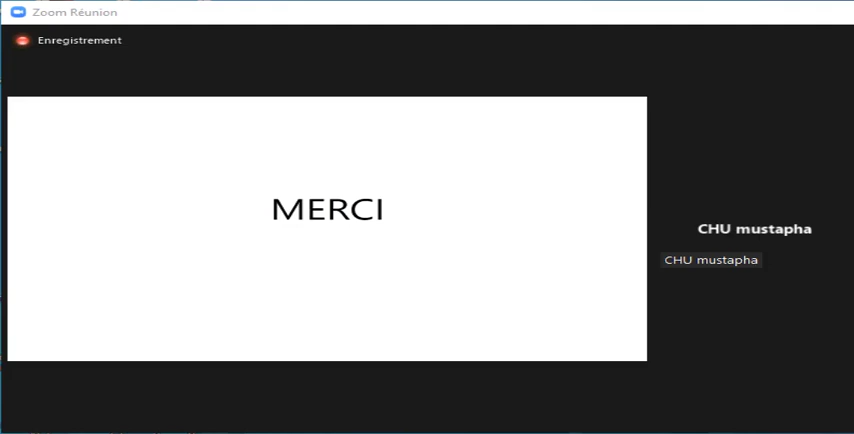 Zoom Réunion
Enregistrement
MERCI
CHU mustapha
CHU mustapha